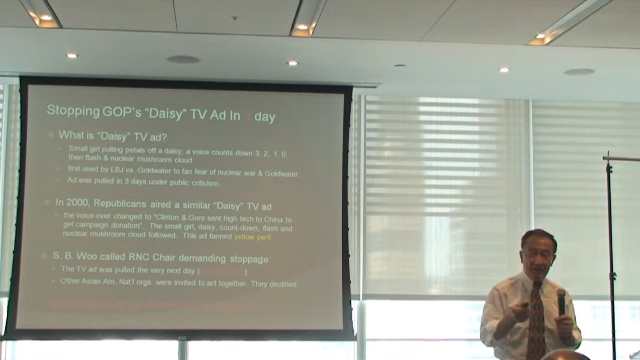 Stopping GOP's "Daisy" TV Ad In day
What is "Daisy" TV ad?
Small girl pulling petals off a daisy, a voice counts down 3, 2, 1, 0,
then flash & nuclear mushroom cloud
first used by LBJ vs. Goldwater to fan fear of nuclear war & Goldwater.
Ad was pulled in 3 days under public criticism.
In 2000, Republicans aired a similar "Daisy" TV ad
the voice-over changed to "Clinton & Gore sent high tech to China to
get campaign donation". The small girl, daisy, count down, flash and
nuclear mushroom cloud followed. This ad fanned yellow peril.
S. B. Woo called RNC Chair demanding stoppage
The TV ad was pulled the very next day ( )
Other Asian Am. Nat'l orgs. were invited to act together. They declined